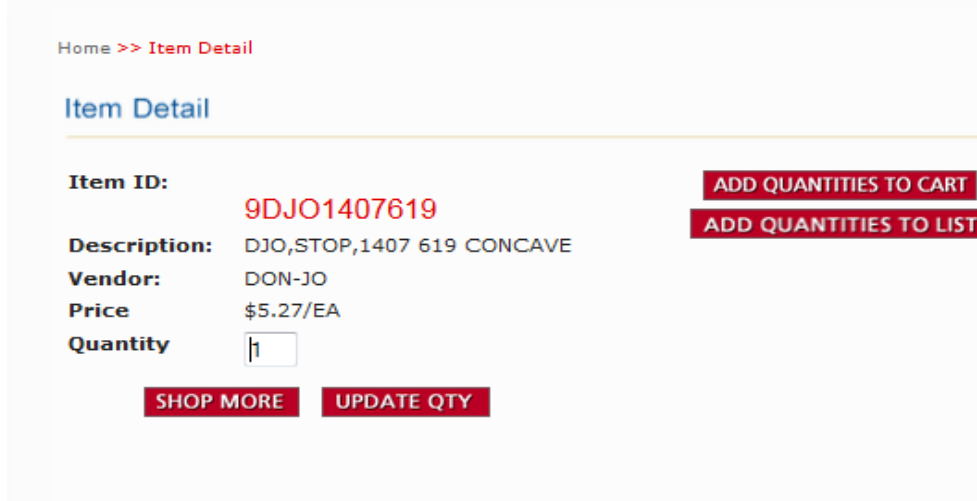 Home >> Item Detail
Item Detail
Item ID:
9DJO1407619
ADD QUANTITIES TO CART
ADD QUANTITIES TO LIST
Description: DJO,STOP,1407 619 CONCAVE
Vendor: DON-JO
Price $5.27/EA
Quantity 1
SHOP MORE UPDATE QTY